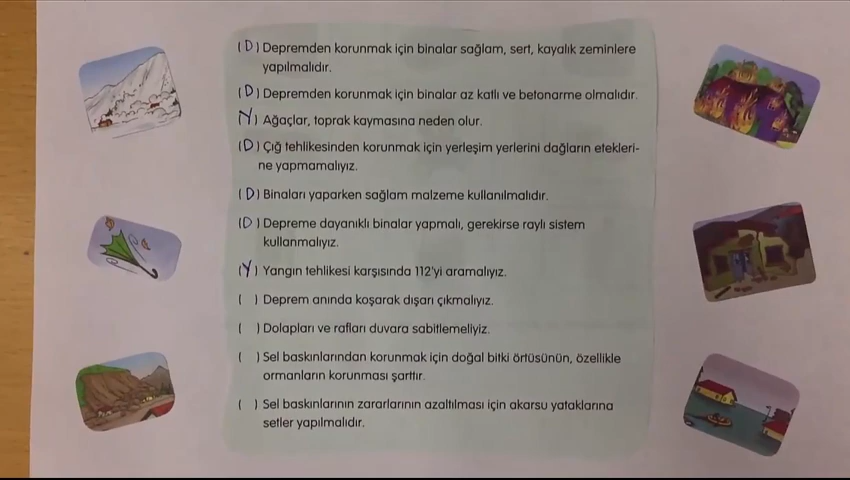 (D) Depremden korunmak için binalar sağlam, sert, kayalık zeminlere
yapılmalıdır.
(D) Depremden korunmak için binalar az katlı ve betonarme olmalıdır.
(Y) Ağaçlar, toprak kaymasına neden olur.
(D) Çığ tehlikesinden korunmak için yerleşim yerlerini dağların etekleri-
ne yapmamalıyız.
(D) Binaları yaparken sağlam malzeme kullanılmalıdır.
(D) Depreme dayanıklı binalar yapmalı, gerekirse raylı sistem
kullanmalıyız.
(Y) Yangın tehlikesi karşısında 112'yi aramalıyız.
( ) Deprem anında koşarak dışarı çıkmalıyız.
( ) Dolapları ve rafları duvara sabitlemeliyiz.
( ) Sel baskınlarından korunmak için doğal bitki örtüsünün, özellikle
ormanların korunması şarttır.
( ) Sel baskınlarının zararlarının azaltılması için akarsu yataklarına
setler yapılmalıdır.